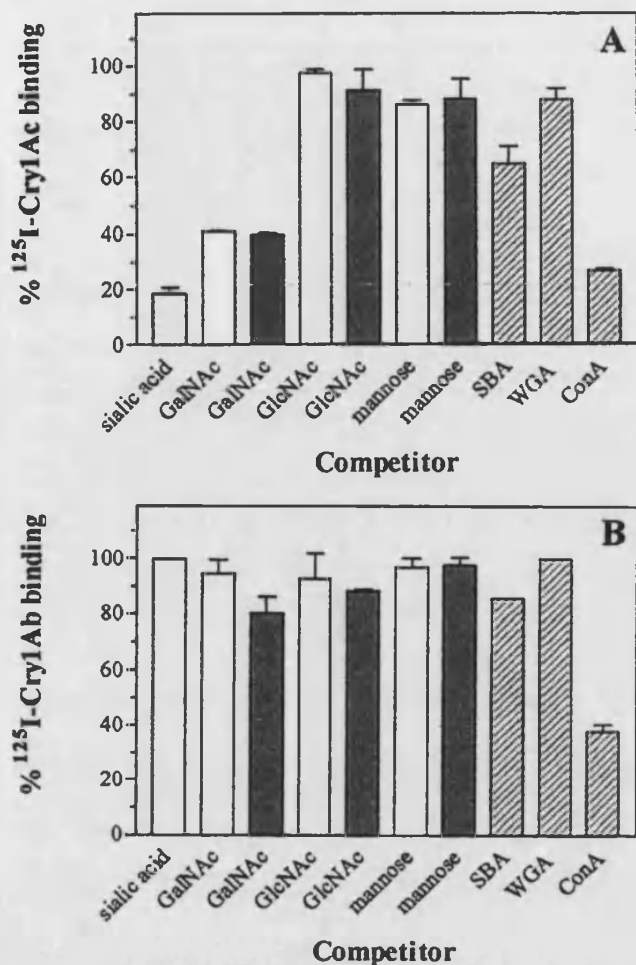 A
% ¹²⁵I-Cry1Ac binding
100
80
60
40
20
0
sialic acid
GalNAc
GalNAc
GlcNAc
GlcNAc
mannose
mannose
SBA
WGA
ConA
Competitor
B
% ¹²⁵I-Cry1Ab binding
100
80
60
40
20
0
sialic acid
GalNAc
GalNAc
GlcNAc
GlcNAc
mannose
mannose
SBA
WGA
ConA
Competitor